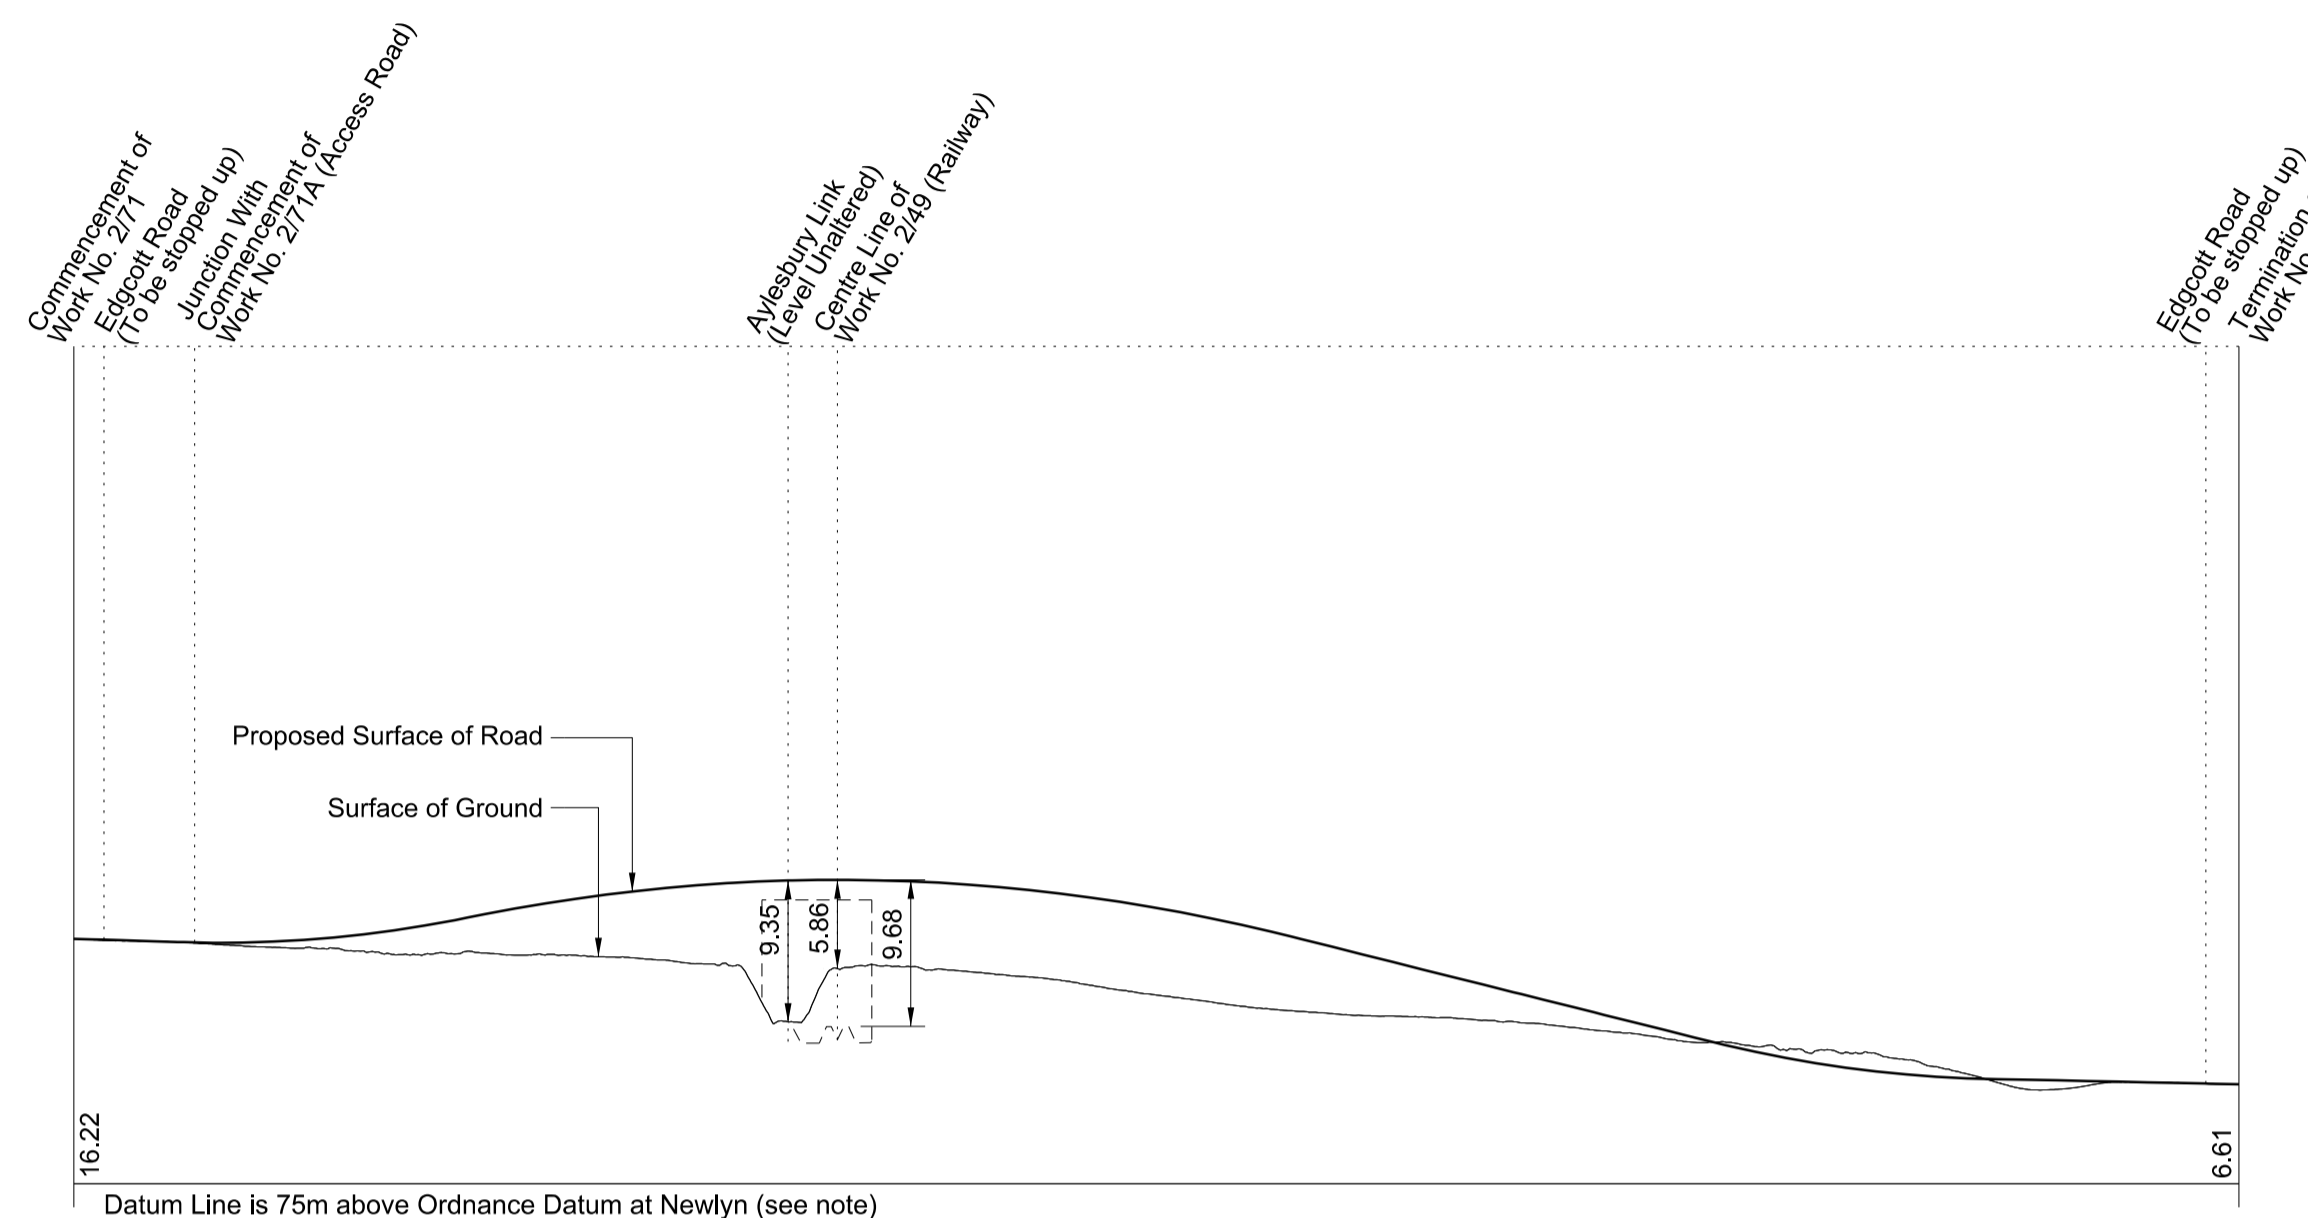 Commencement of
Work No. 2/71
Edgcott Road
(To be stopped up)
Junction With
Commencement of
Work No. 2/71A (Access Road)
Aylesbury Link
(Level Unaltered)
Centre Line of
Work No. 2/49 (Railway)
Edgcott Road
(To be stopped up)
Termination
Work No.
Proposed Surface of Road
Surface of Ground
9.35
5.86
9.68
16.22
6.61
Datum Line is 75m above Ordnance Datum at Newlyn (see note)